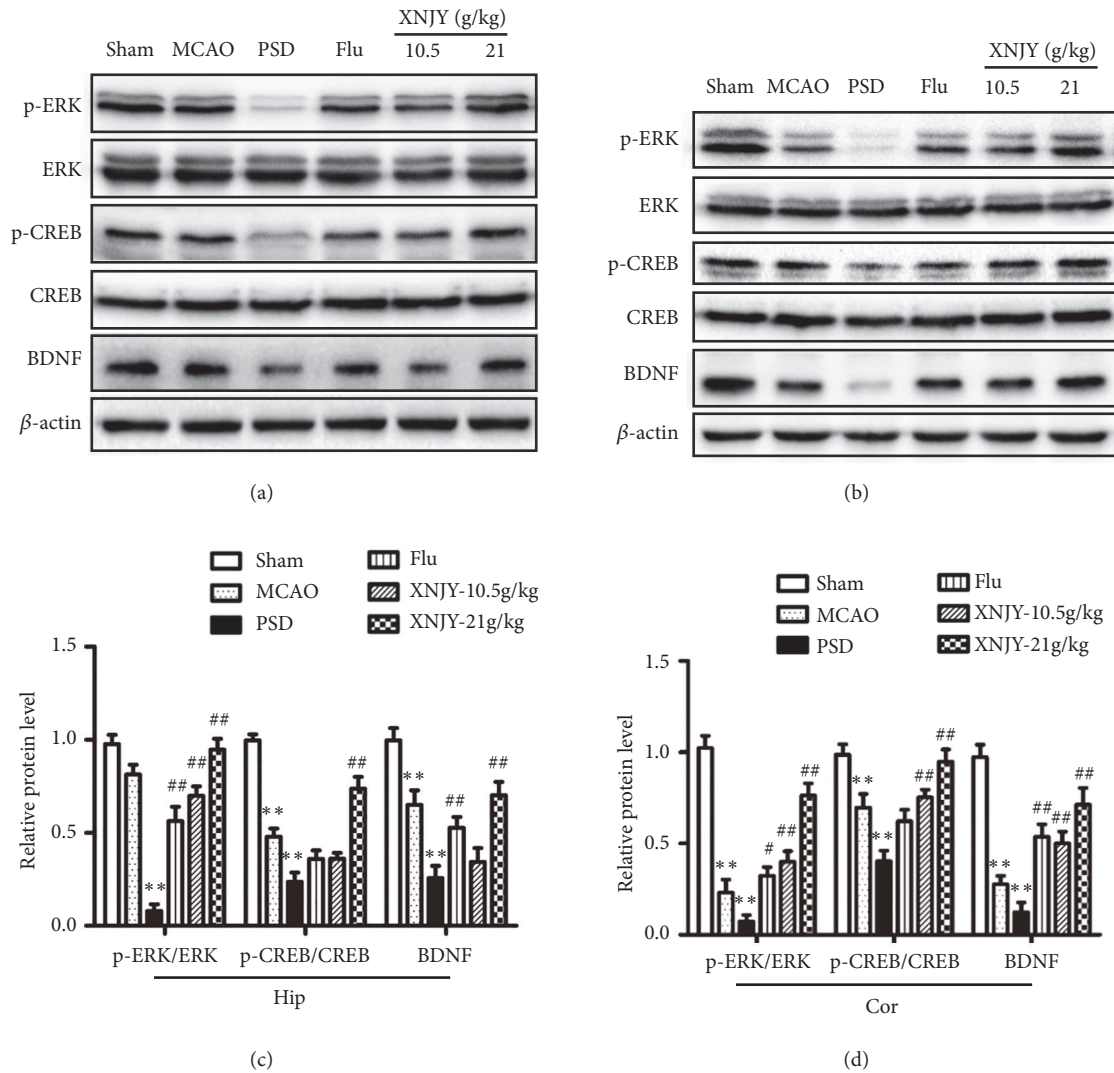 XNJY (g/kg)
Sham MCAO PSD Flu 10.5 21
p-ERK
ERK
p-CREB
CREB
BDNF
β-actin
(a)
XNJY (g/kg)
Sham MCAO PSD Flu 10.5 21
p-ERK
ERK
p-CREB
CREB
BDNF
β-actin
(b)
Sham Flu
MCAO XNJY-10.5g/kg
PSD XNJY-21g/kg
Relative protein level
1.5
1.0
0.5
0.0
** ## ## ##
** ** ##
** ** ## ##
p-ERK/ERK p-CREB/CREB BDNF
Hip
(c)
Sham Flu
MCAO XNJY-10.5g/kg
PSD XNJY-21g/kg
Relative protein level
1.5
1.0
0.5
0.0
** ** # ## ##
** ** ## ##
** ** ## ## ##
p-ERK/ERK p-CREB/CREB BDNF
Cor
(d)